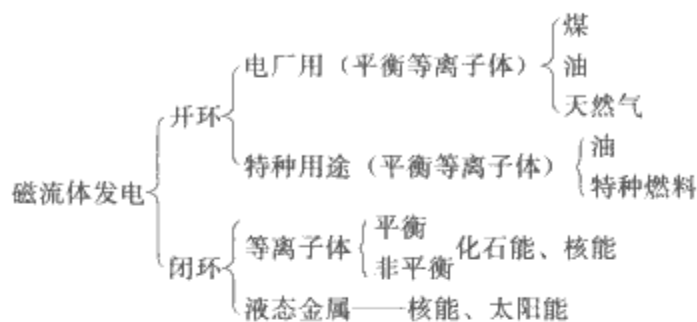 煤
电厂用（平衡等离子体）
油
天然气
开环
油
特种用途（平衡等离子体）
特种燃料
磁流体发电
平衡
等离子体
化石能、核能
非平衡
闭环
液态金属——核能、太阳能